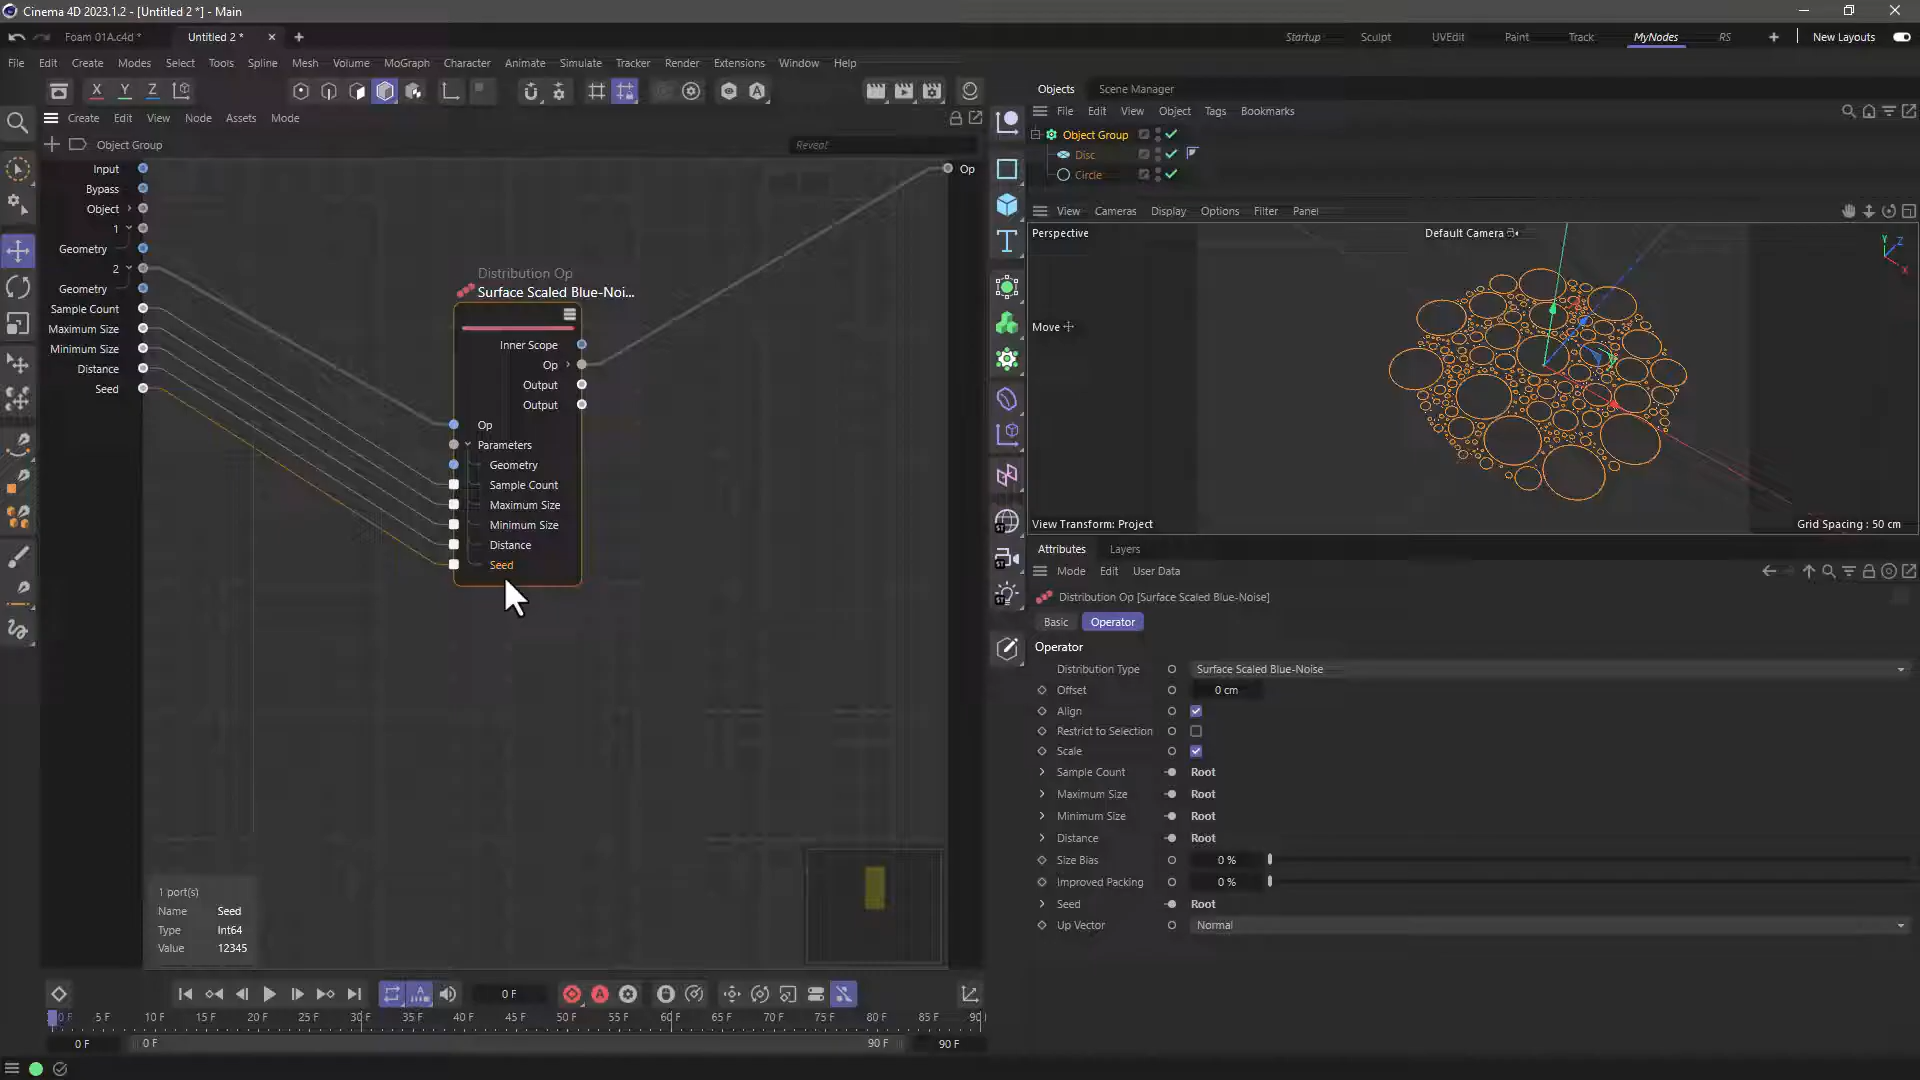 Cinema 4D 2023.1.2 - [Untitled 2 *] - Main
Foam 01A.c4d *
Untitled 2 *
Startup Sculpt UVEdit Paint Track MyNodes RS New Layouts
File Edit Create Modes Select Tools Spline Mesh Volume MoGraph Character Animate Simulate Tracker Render Extensions Window Help
X Y Z
Create Edit View Node Assets Mode
Object Group
Reveal
Input
Bypass
Object
1
Geometry
2
Geometry
Sample Count
Maximum Size
Minimum Size
Distance
Seed
Op
Distribution Op
Surface Scaled Blue-Noi...
Inner Scope
Op
Output
Output
Op
Parameters
Geometry
Sample Count
Maximum Size
Minimum Size
Distance
Seed
1 port(s)
Name Seed
Type Int64
Value 12345
Objects Scene Manager
File Edit View Object Tags Bookmarks
Object Group
Disc
Circle
View Cameras Display Options Filter Panel
Perspective
Default Camera
Y
Z
X
Move
View Transform: Project
Grid Spacing : 50 cm
ST
ST
ST
Attributes Layers
Mode Edit User Data
Distribution Op [Surface Scaled Blue-Noise]
Basic Operator
Operator
Distribution Type Surface Scaled Blue-Noise
Offset 0 cm
Align
Restrict to Selection
Scale
Sample Count Root
Maximum Size Root
Minimum Size Root
Distance Root
Size Bias 0 %
Improved Packing 0 %
Seed Root
Up Vector Normal
0 F
0 F 5 F 10 F 15 F 20 F 25 F 30 F 35 F 40 F 45 F 50 F 55 F 60 F 65 F 70 F 75 F 80 F 85 F 90
0 F 0 F 90 F 90 F